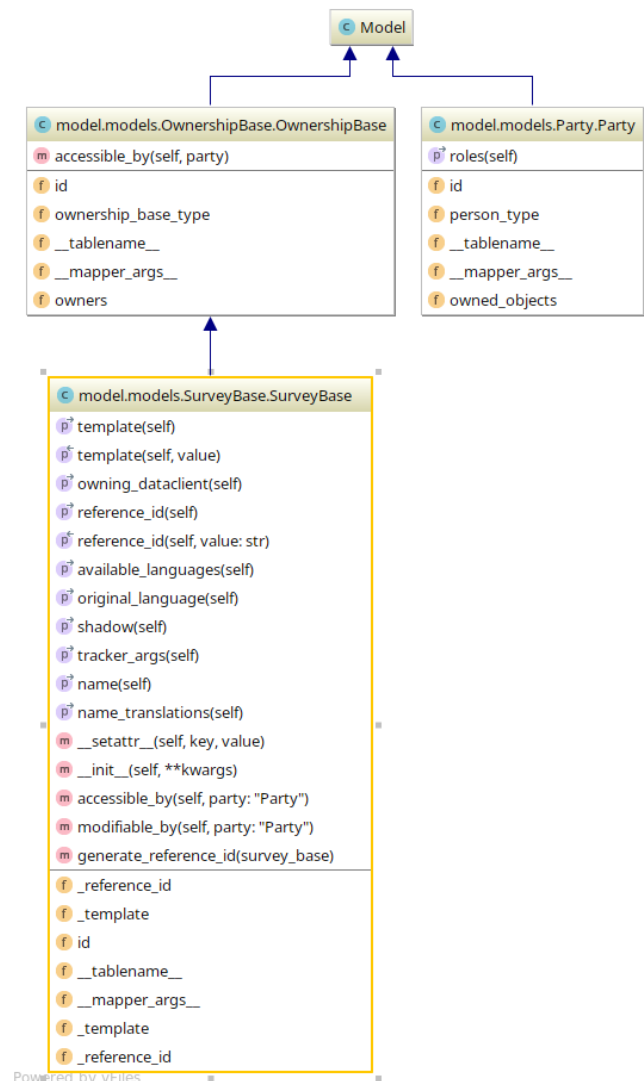 Model
model.models.OwnershipBase.OwnershipBase
accessible_by(self, party)
id
ownership_base_type
__tablename__
__mapper_args__
owners
model.models.Party.Party
roles(self)
id
person_type
__tablename__
__mapper_args__
owned_objects
model.models.SurveyBase.SurveyBase
template(self)
template(self, value)
owning_dataclient(self)
reference_id(self)
reference_id(self, value: str)
available_languages(self)
original_language(self)
shadow(self)
tracker_args(self)
name(self)
name_translations(self)
__setattr__(self, key, value)
__init__(self, **kwargs)
accessible_by(self, party: "Party")
modifiable_by(self, party: "Party")
generate_reference_id(survey_base)
_reference_id
_template
id
__tablename__
__mapper_args__
_template
_reference_id
Powered by yFiles